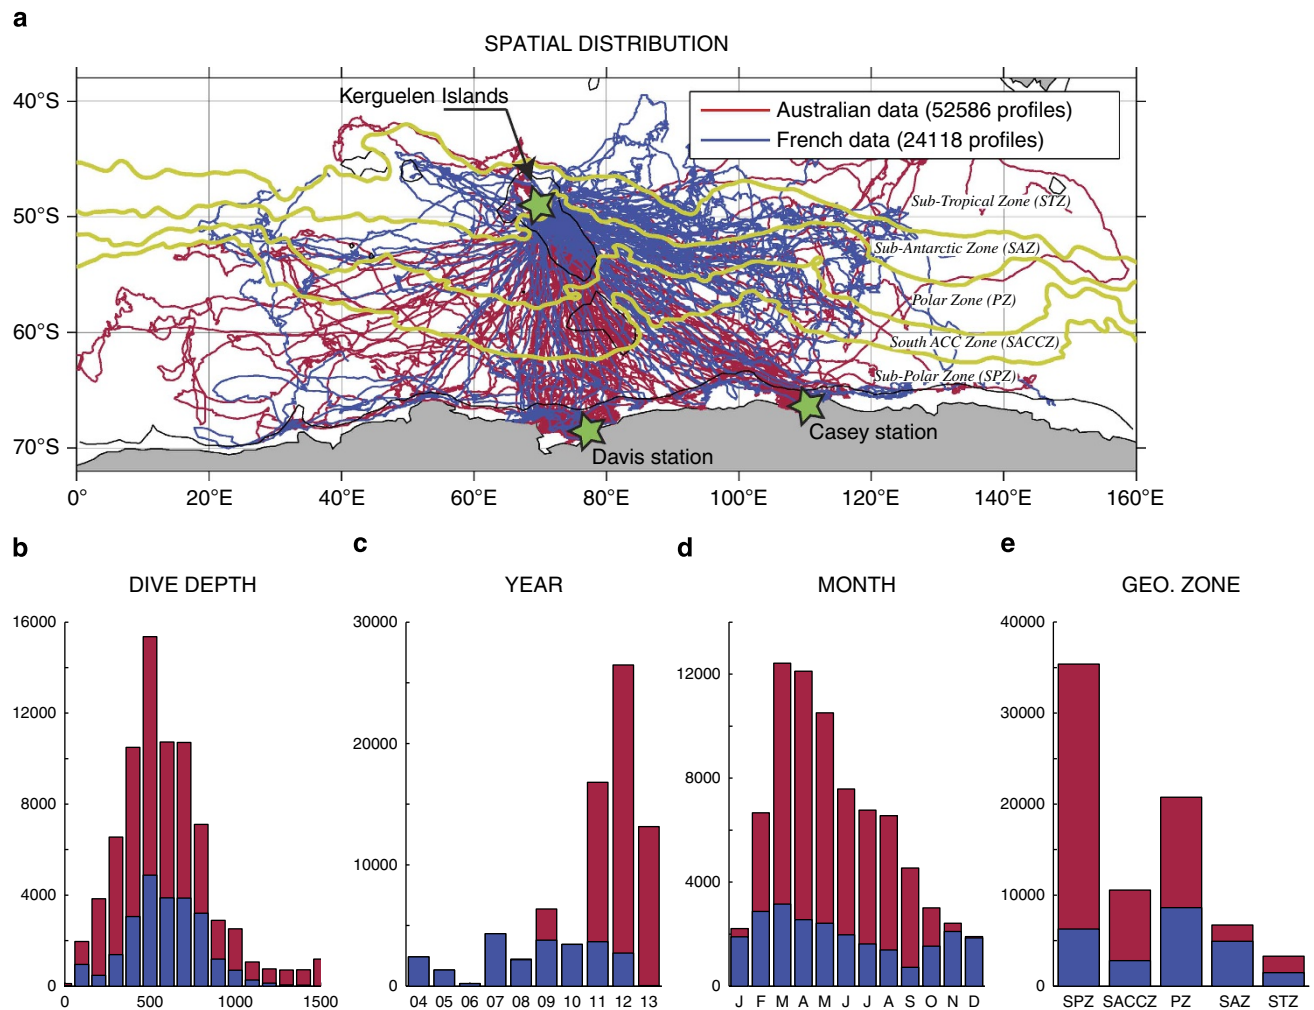 a
SPATIAL DISTRIBUTION
40°S
50°S
60°S
70°S
Kerguelen Islands
Australian data (52586 profiles)
French data (24118 profiles)
Sub-Tropical Zone (STZ)
Sub-Antarctic Zone (SAZ)
Polar Zone (PZ)
South ACC Zone (SACCZ)
Sub-Polar Zone (SPZ)
Casey station
Davis station
0° 20°E 40°E 60°E 80°E 100°E 120°E 140°E 160°E
b
DIVE DEPTH
16000
12000
8000
4000
0
0 500 1000 1500
c
YEAR
30000
20000
10000
0
04 05 06 07 08 09 10 11 12 13
d
MONTH
12000
8000
4000
0
J F M A M J J A S O N D
e
GEO. ZONE
40000
30000
20000
10000
0
SPZ SACCZ PZ SAZ STZ